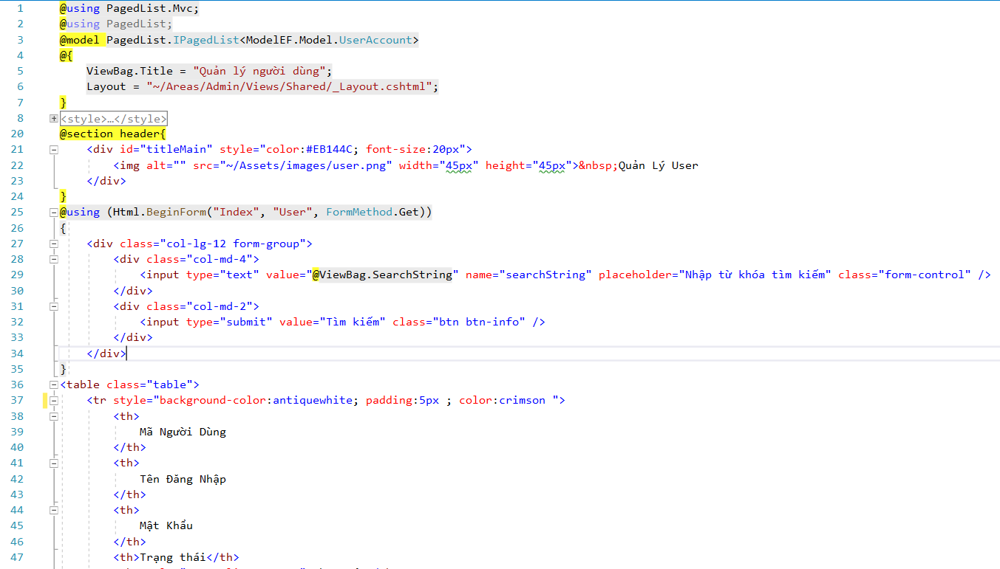 1 @using PagedList.Mvc;
2 @using PagedList;
3 @model PagedList.IPagedList<ModelEF.Model.UserAccount>
4 @{
5 ViewBag.Title = "Quản lý người dùng";
6 Layout = "~/Areas/Admin/Views/Shared/_Layout.cshtml";
7 }
8 <style>…</style>
20 @section header{
21 <div id="titleMain" style="color:#EB144C; font-size:20px">
22 <img alt="" src="~/Assets/images/user.png" width="45px" height="45px">&nbsp;Quản Lý User
23 </div>
24 }
25 @using (Html.BeginForm("Index", "User", FormMethod.Get))
26 {
27 <div class="col-lg-12 form-group">
28 <div class="col-md-4">
29 <input type="text" value="@ViewBag.SearchString" name="searchString" placeholder="Nhập từ khóa tìm kiếm" class="form-control" />
30 </div>
31 <div class="col-md-2">
32 <input type="submit" value="Tìm kiếm" class="btn btn-info" />
33 </div>
34 </div>
35 }
36 <table class="table">
37 <tr style="background-color:antiquewhite; padding:5px ; color:crimson ">
38 <th>
39 Mã Người Dùng
40 </th>
41 <th>
42 Tên Đăng Nhập
43 </th>
44 <th>
45 Mật Khẩu
46 </th>
47 <th>Trạng thái</th>